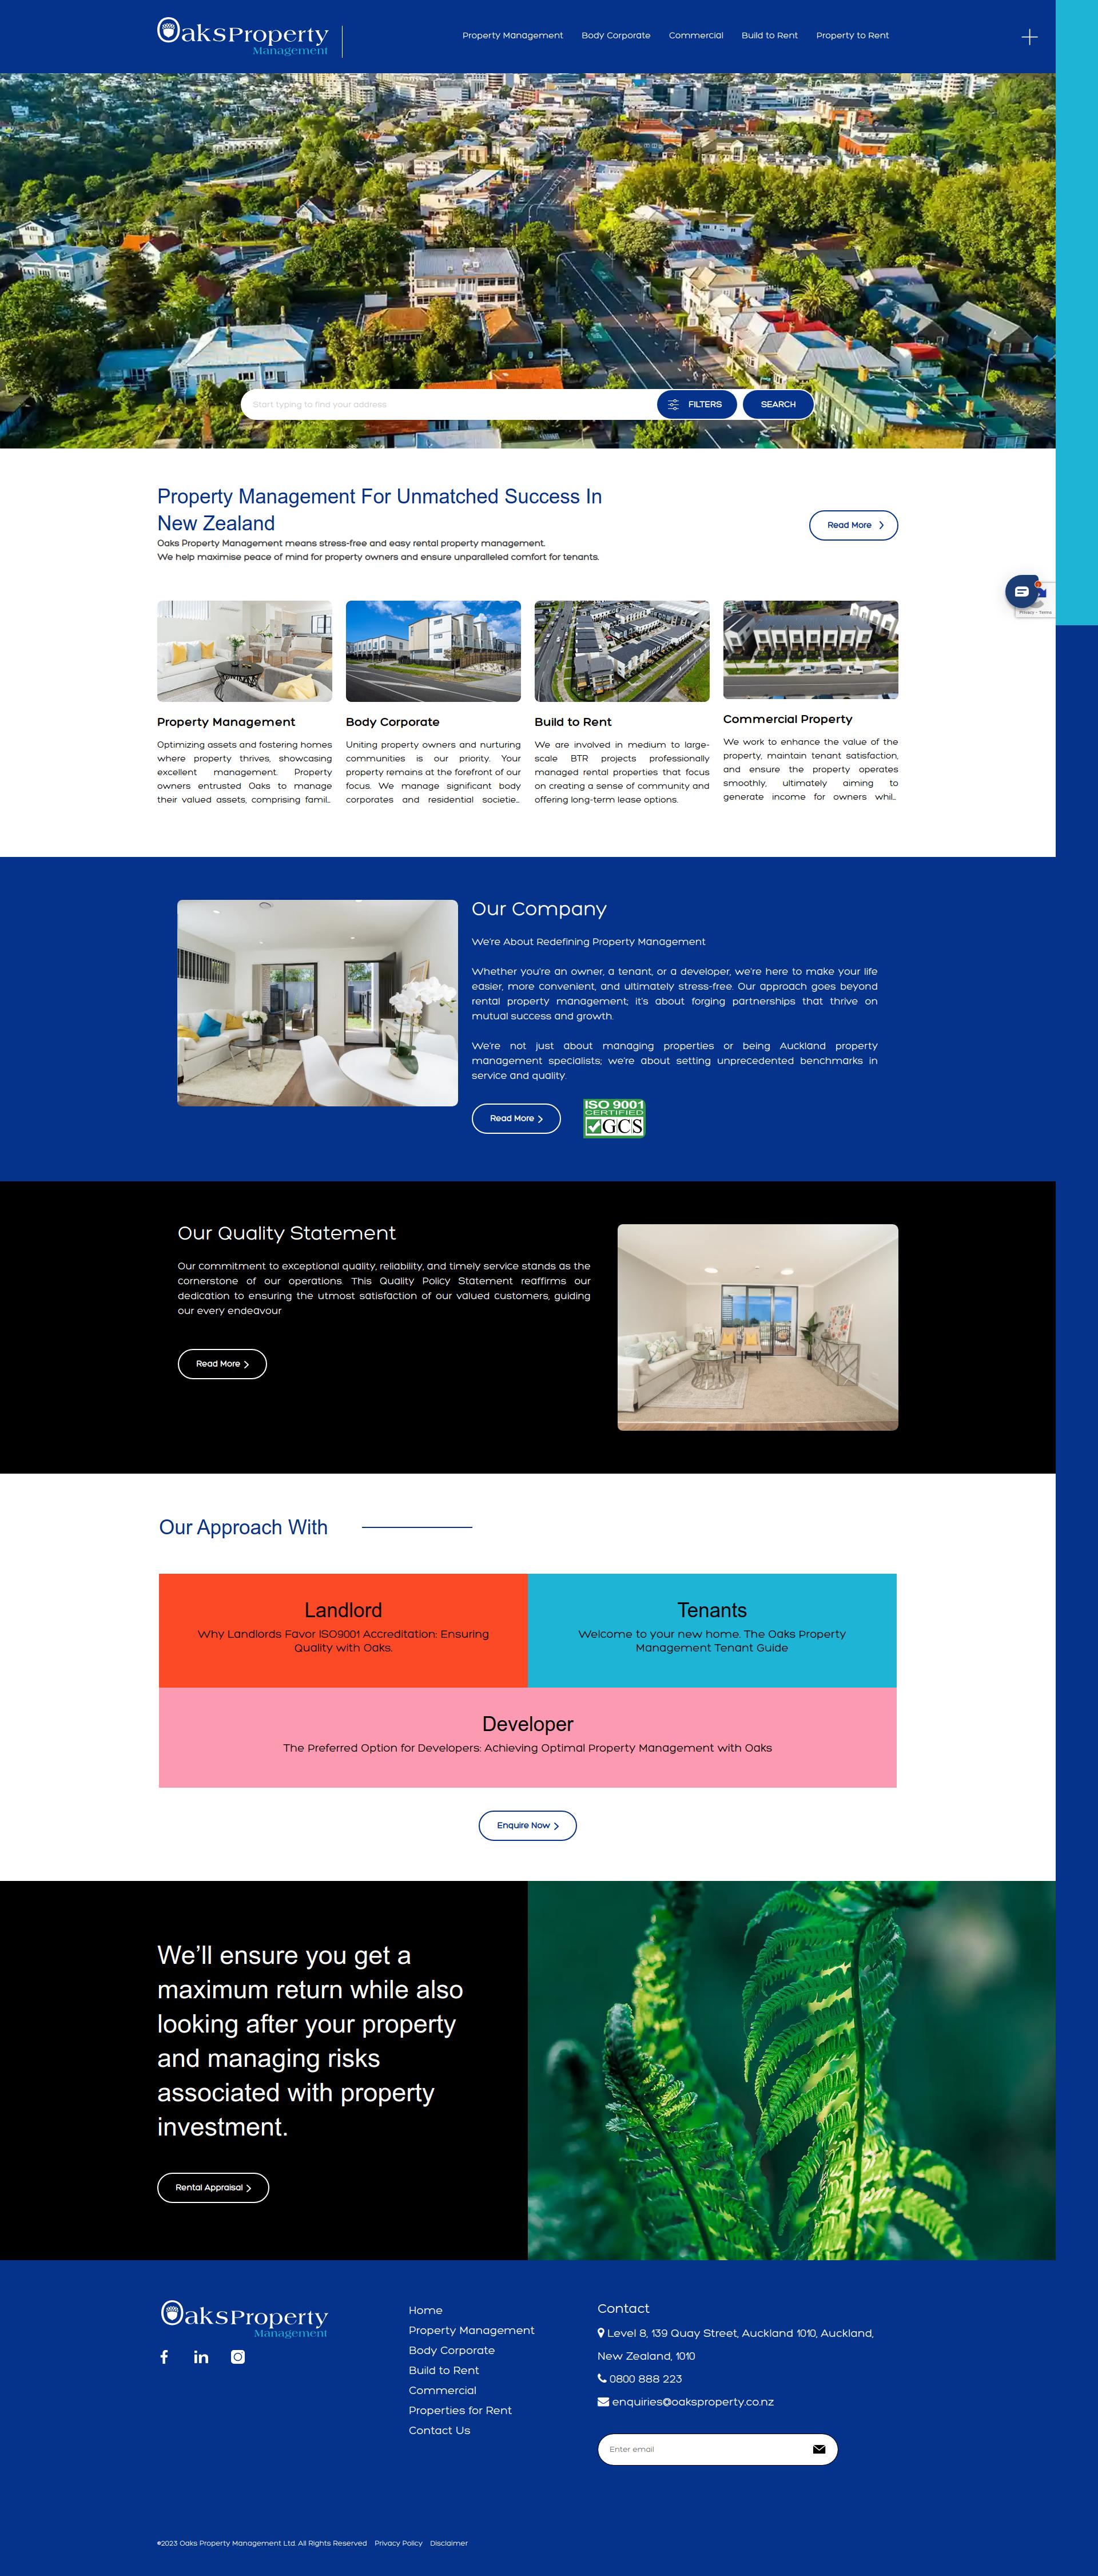 OaksProperty
Management
Property Management
Body Corporate
Commercial
Build to Rent
Property to Rent
Start typing to find your address
FILTERS
SEARCH
Property Management For Unmatched Success In
New Zealand
Oaks Property Management means stress-free and easy rental property management.
We help maximise peace of mind for property owners and ensure unparalleled comfort for tenants.
Read More
Privacy - Terms
Property Management
Optimizing assets and fostering homes
where property thrives, showcasing
excellent management. Property
owners entrusted Oaks to manage
their valued assets, comprising famil...
Body Corporate
Uniting property owners and nurturing
communities is our priority. Your
property remains at the forefront of our
focus. We manage significant body
corporates and residential societie...
Build to Rent
We are involved in medium to large-
scale BTR projects professionally
managed rental properties that focus
on creating a sense of community and
offering long-term lease options.
Commercial Property
We work to enhance the value of the
property, maintain tenant satisfaction,
and ensure the property operates
smoothly, ultimately aiming to
generate income for owners whil...
Our Company
We're About Redefining Property Management
Whether you're an owner, a tenant, or a developer, we're here to make your life
easier, more convenient, and ultimately stress-free. Our approach goes beyond
rental property management; it's about forging partnerships that thrive on
mutual success and growth.
We're not just about managing properties or being Auckland property
management specialists; we're about setting unprecedented benchmarks in
service and quality.
Read More
ISO 9001
CERTIFIED
GCS
Our Quality Statement
Our commitment to exceptional quality, reliability, and timely service stands as the
cornerstone of our operations. This Quality Policy Statement reaffirms our
dedication to ensuring the utmost satisfaction of our valued customers, guiding
our every endeavour
Read More
Our Approach With
Landlord
Why Landlords Favor ISO9001 Accreditation: Ensuring
Quality with Oaks.
Tenants
Welcome to your new home. The Oaks Property
Management Tenant Guide
Developer
The Preferred Option for Developers: Achieving Optimal Property Management with Oaks
Enquire Now
We'll ensure you get a
maximum return while also
looking after your property
and managing risks
associated with property
investment.
Rental Appraisal
OaksProperty
Management
Home
Property Management
Body Corporate
Build to Rent
Commercial
Properties for Rent
Contact Us
Contact
Level 8, 139 Quay Street, Auckland 1010, Auckland,
New Zealand, 1010
0800 888 223
enquiries@oaksproperty.co.nz
Enter email
©2023 Oaks Property Management Ltd. All Rights Reserved
Privacy Policy
Disclaimer